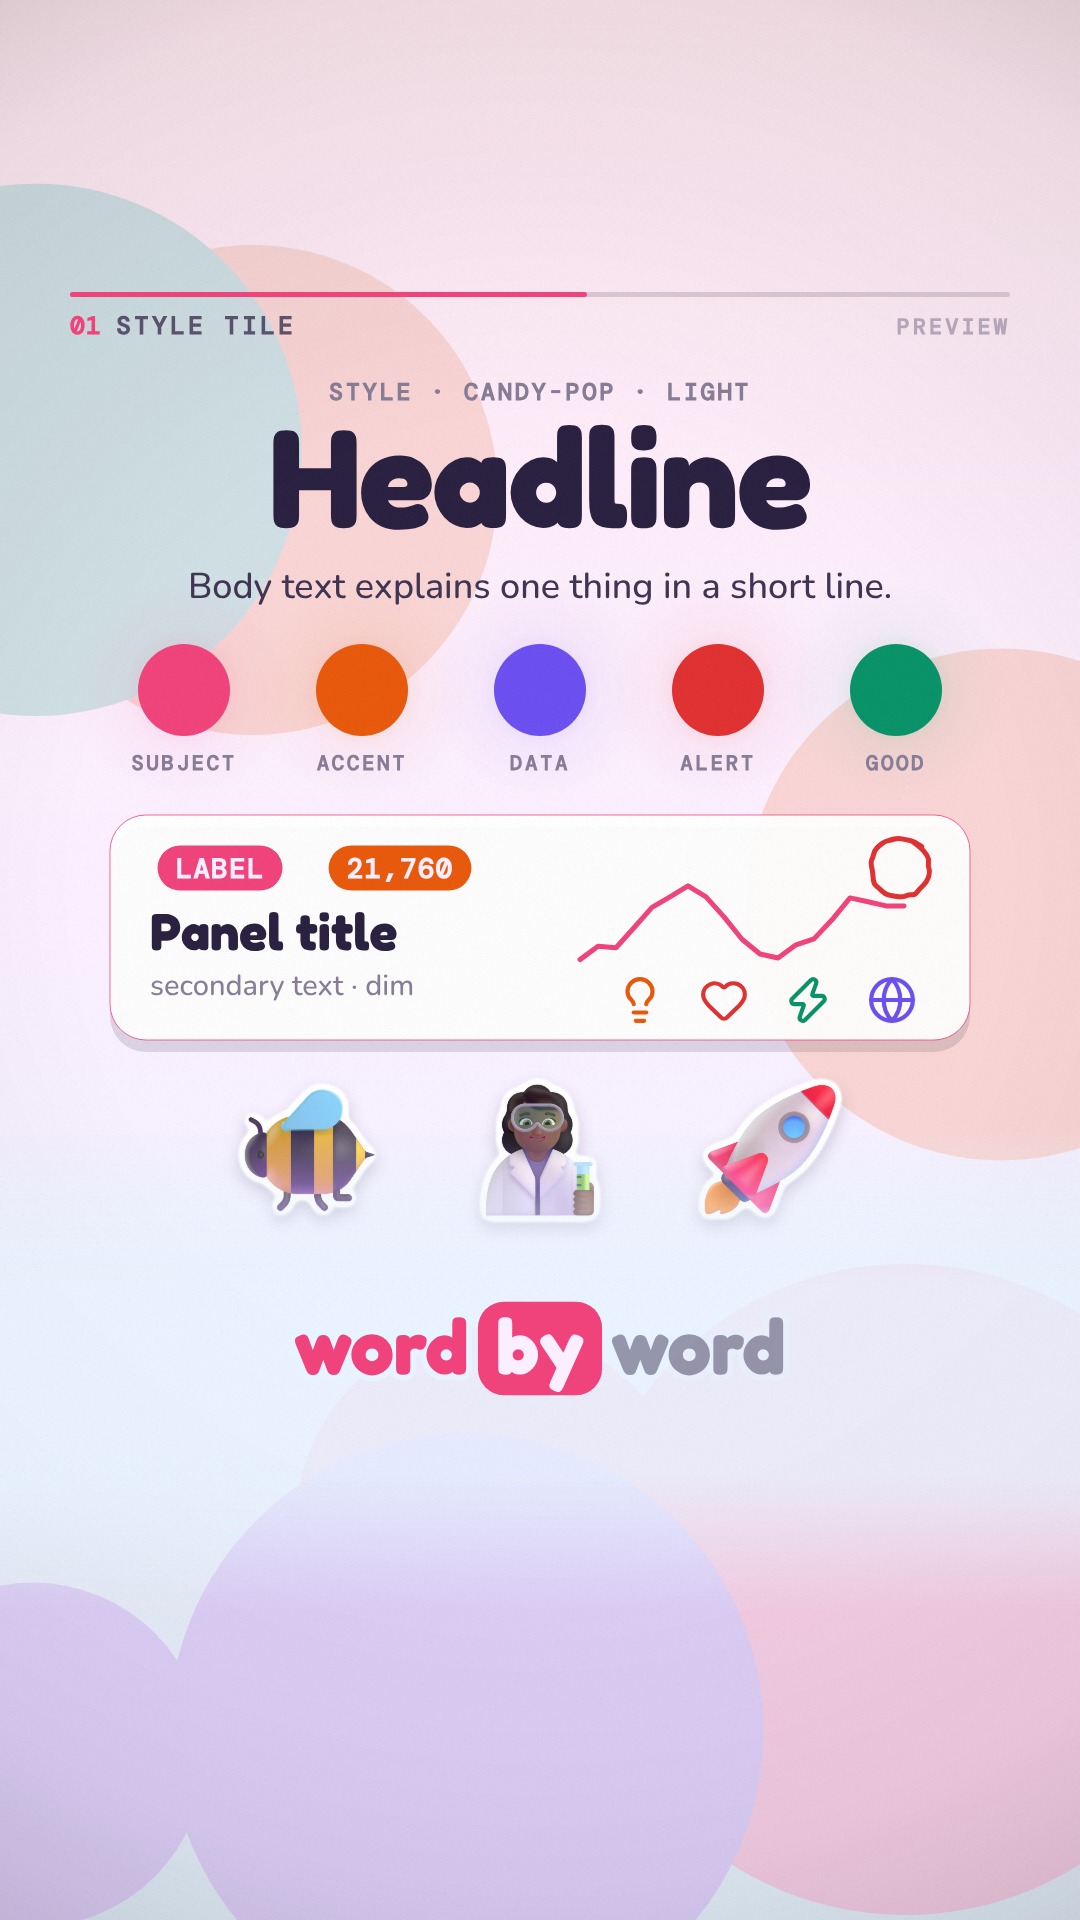 01 STYLE TILE PREVIEW
STYLE · CANDY-POP · LIGHT
Headline
Body text explains one thing in a short line.
SUBJECT ACCENT DATA ALERT GOOD
LABEL 21,760
Panel title
secondary text · dim
word by word